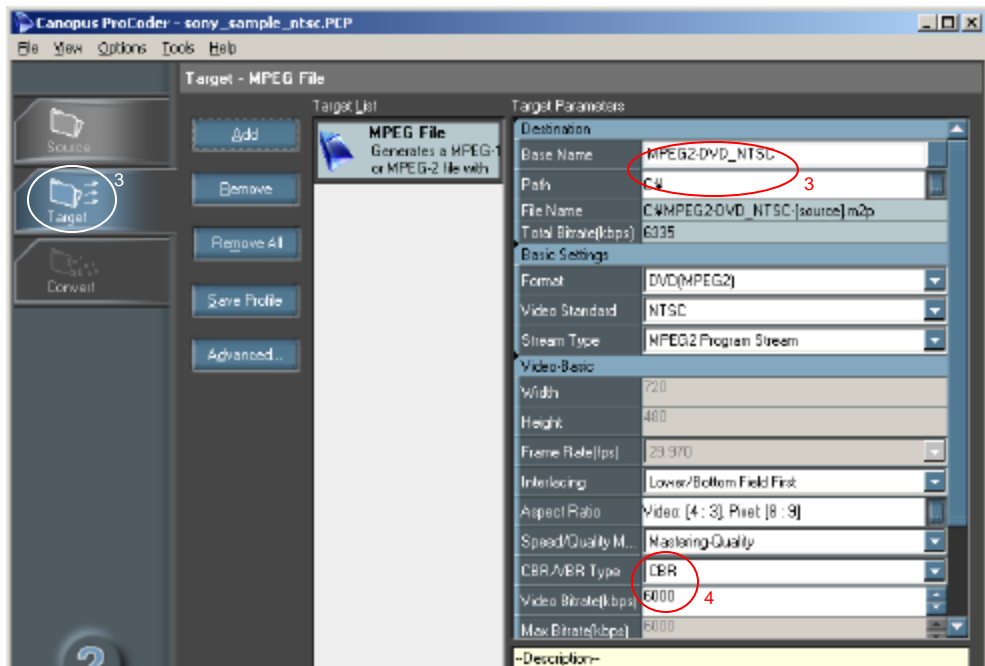 Canopus ProCoder - sony_sample_ntsc.PCP
File View Options Tools Help
Target - MPEG File
Source
Target
3
Convert
Add
Remove
Remove All
Save Profile
Advanced...
Target List
MPEG File
Generates a MPEG-1
or MPEG-2 file with
Target Parameters
Destination
Base Name MPEG2-DVD_NTSC
Path C:¥
3
File Name C:¥MPEG2-DVD_NTSC-[source].m2p
Total Bitrate(kbps) 6335
Basic Settings
Format DVD(MPEG2)
Video Standard NTSC
Stream Type MPEG2 Program Stream
Video-Basic
Width 720
Height 480
Frame Rate(fps) 29.970
Interlacing Lower/Bottom Field First
Aspect Ratio Video: [4 : 3], Pixel: [8 : 9]
Speed/Quality M... Mastering-Quality
CBR/VBR Type CBR
Video Bitrate(kbps) 6000
4
Max Bitrate(kbps) 6000
--Description--
?